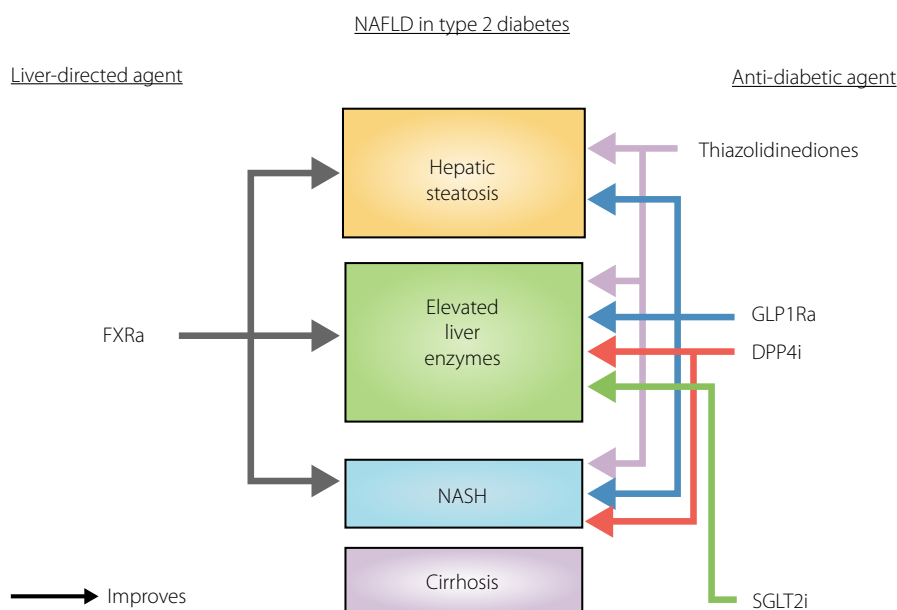 NAFLD in type 2 diabetes
Liver-directed agent
Anti-diabetic agent
Thiazolidinediones
Hepatic
steatosis
Elevated
liver
enzymes
FXRa
GLP1Ra
DPP4i
NASH
Cirrhosis
Improves
SGLT2i